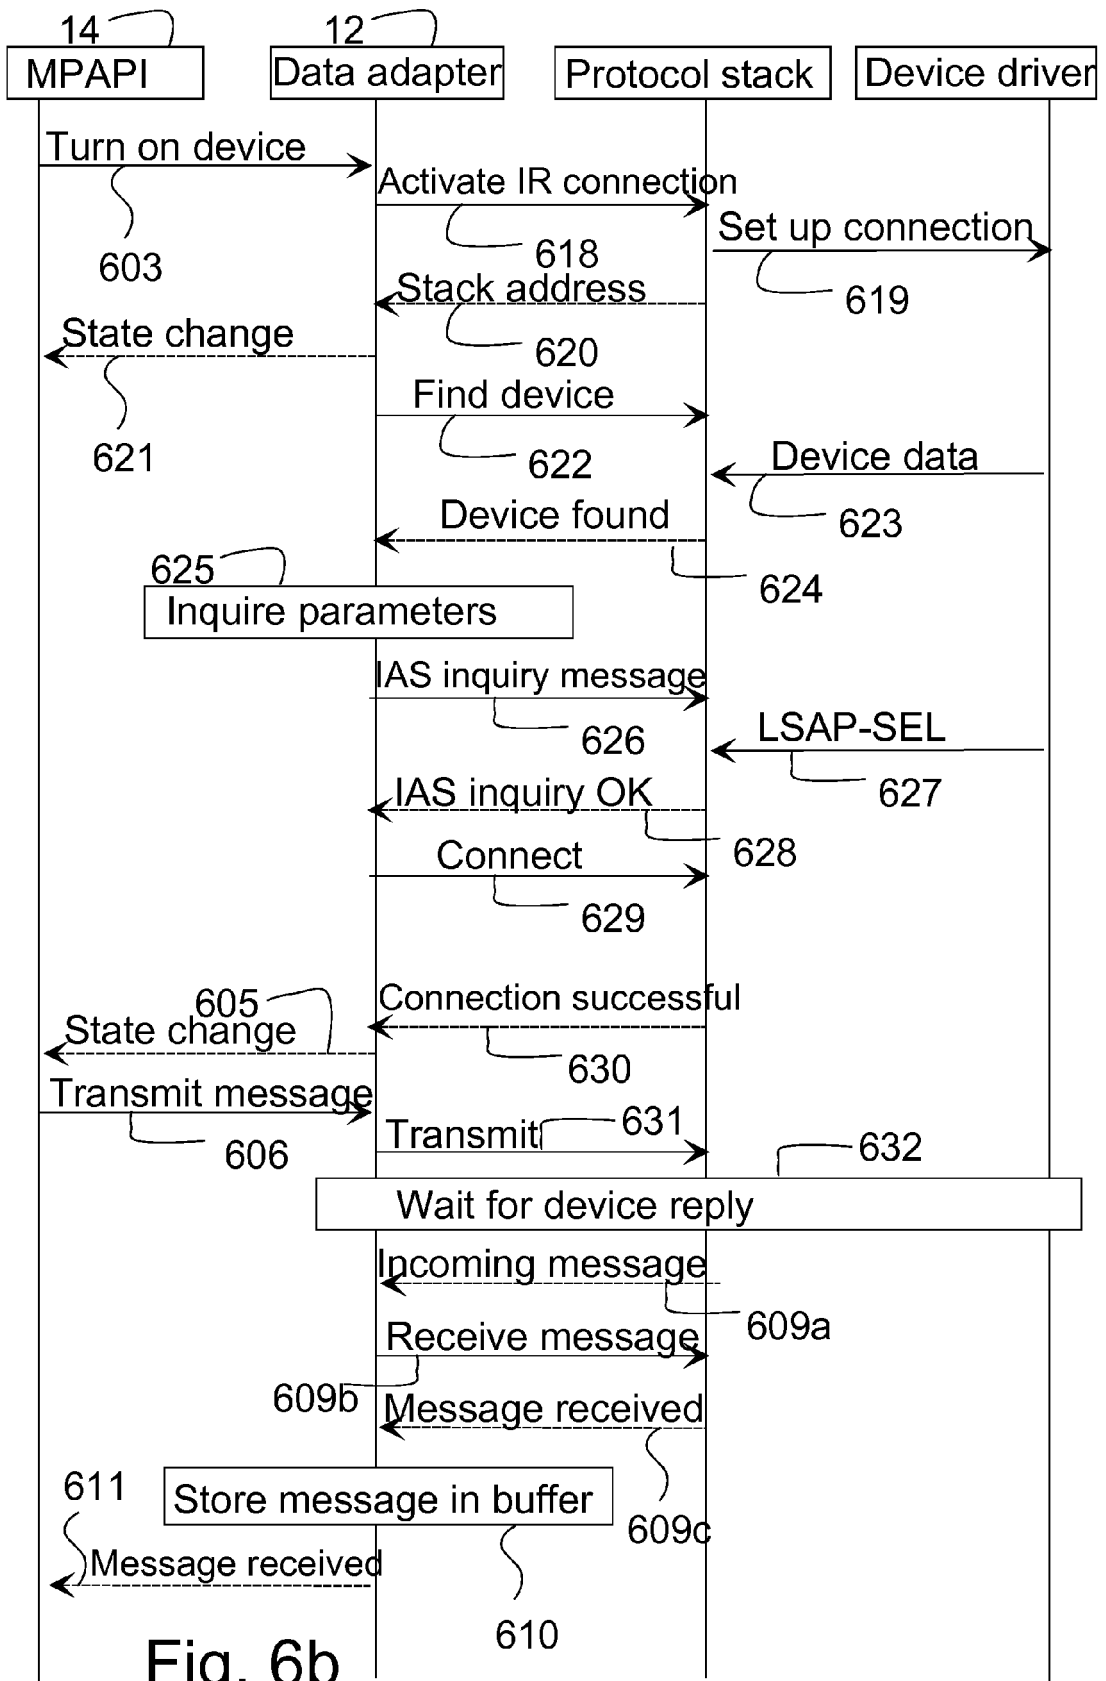 14
12
MPAPI
Data adapter
Protocol stack
Device driver
Turn on device
603
Activate IR connection
618
Set up connection
619
Stack address
620
State change
621
Find device
622
Device data
623
Device found
624
625
Inquire parameters
IAS inquiry message
626
LSAP-SEL
627
IAS inquiry OK
628
Connect
629
605
Connection successful
State change
630
Transmit message
606
Transmit
631
632
Wait for device reply
Incoming message
609a
Receive message
609b
Message received
609c
611
Store message in buffer
Message received
610
Fig. 6b